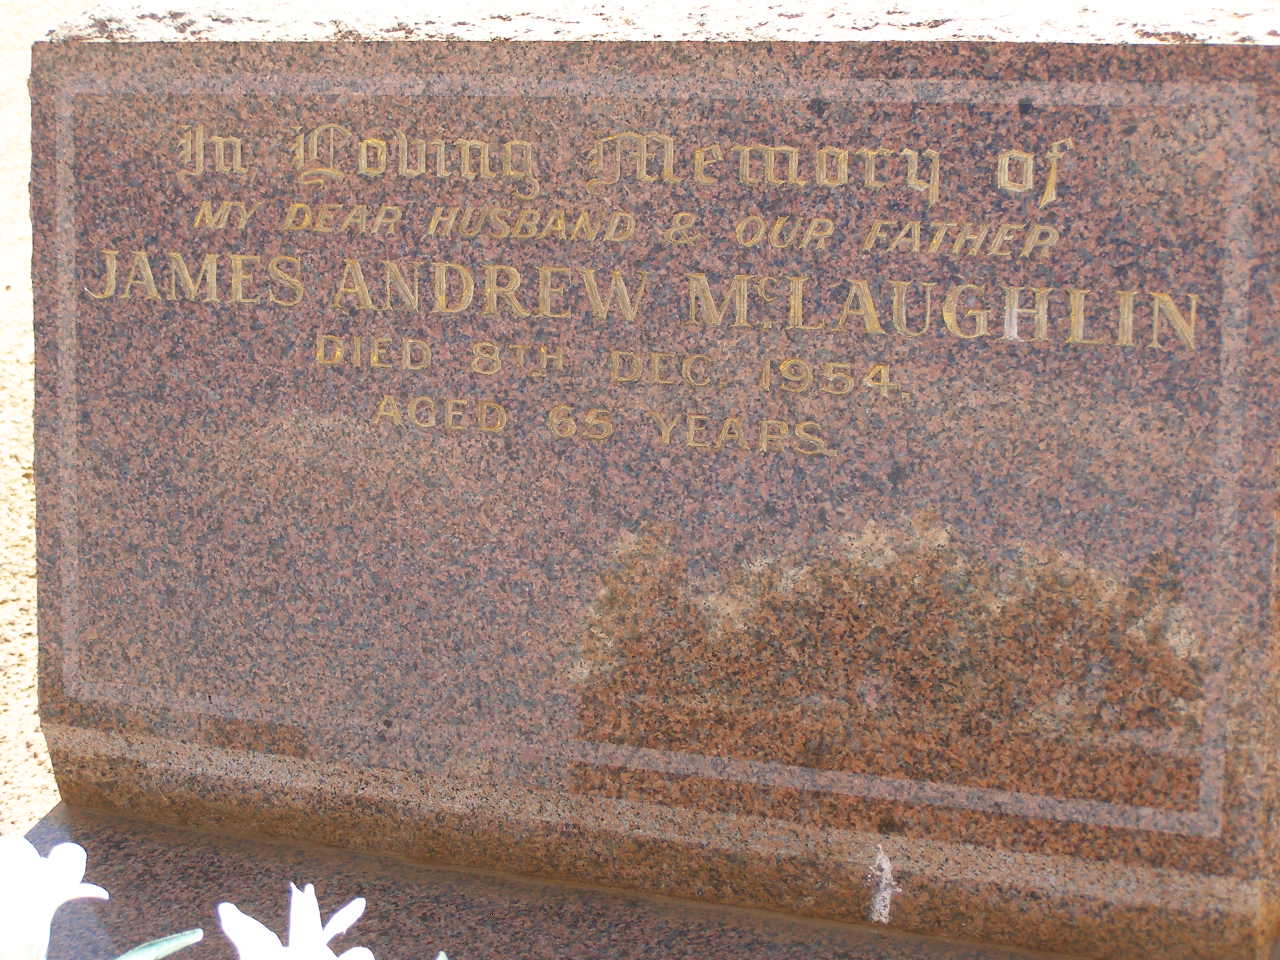 In Loving Memory of
MY DEAR HUSBAND & OUR FATHER
JAMES ANDREW McLAUGHLIN
DIED 8TH DEC. 1954.
AGED 65 YEARS.